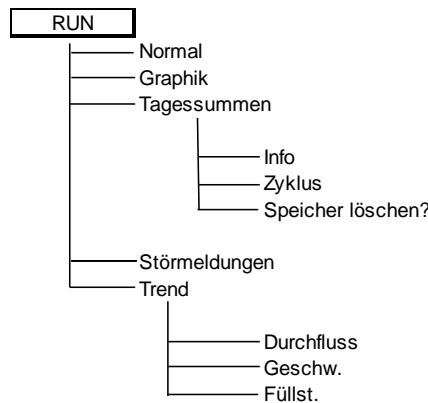 RUN
Normal
Graphik
Tagessummen
Info
Zyklus
Speicher löschen?
Störmeldungen
Trend
Durchfluss
Geschw.
Füllst.